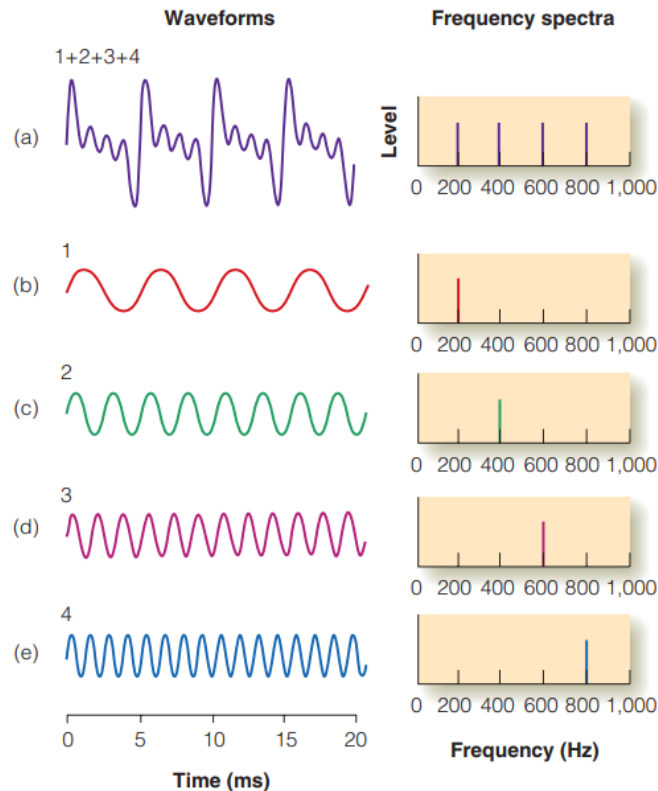 Waveforms Frequency spectra
1+2+3+4
(a)
Level
0 200 400 600 800 1,000
1
(b)
0 200 400 600 800 1,000
2
(c)
0 200 400 600 800 1,000
3
(d)
0 200 400 600 800 1,000
4
(e)
0 200 400 600 800 1,000
0 5 10 15 20
Time (ms)
Frequency (Hz)